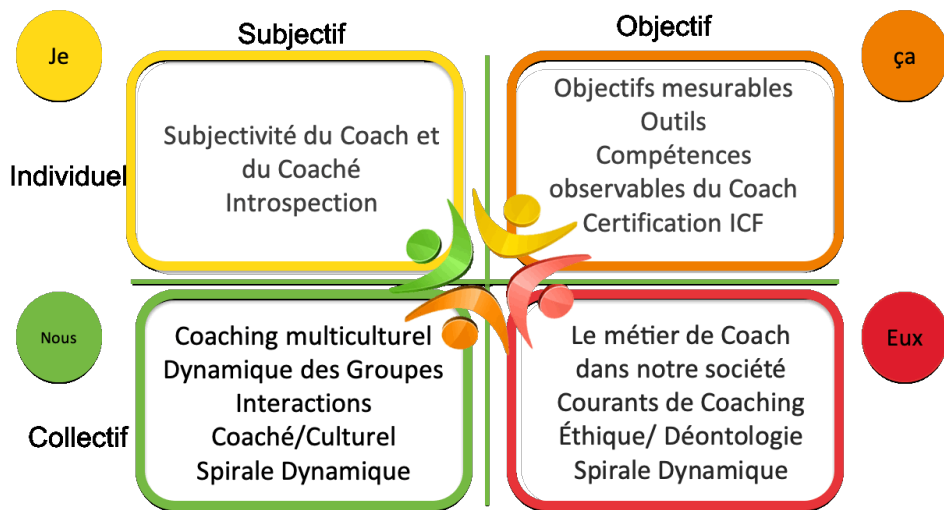 Subjectif
Objectif
Je
ça
Individuel
Subjectivité du Coach et
du Coaché
Introspection
Objectifs mesurables
Outils
Compétences
observables du Coach
Certification ICF
Nous
Eux
Collectif
Coaching multiculturel
Dynamique des Groupes
Interactions
Coaché/Culturel
Spirale Dynamique
Le métier de Coach
dans notre société
Courants de Coaching
Éthique/ Déontologie
Spirale Dynamique